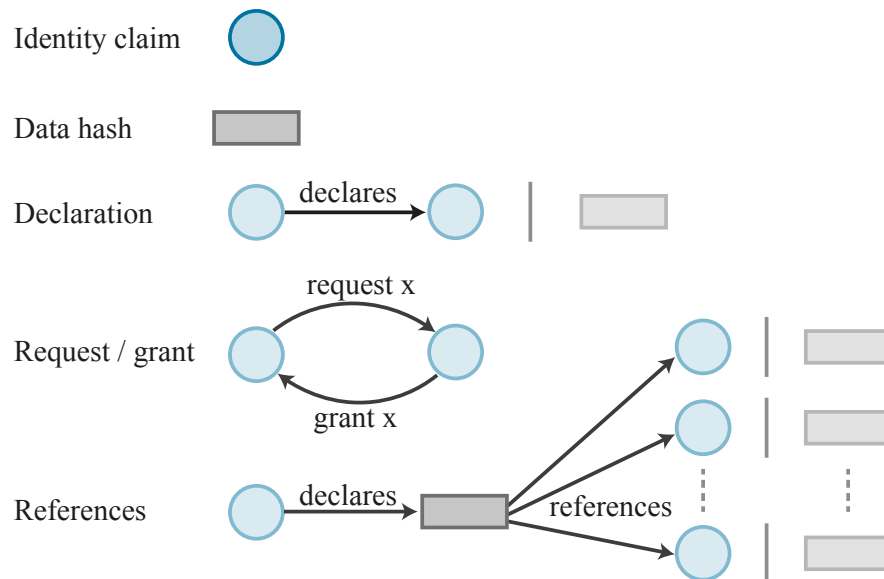 Identity claim
Data hash
Declaration
declares
Request / grant
request x
grant x
References
declares
references